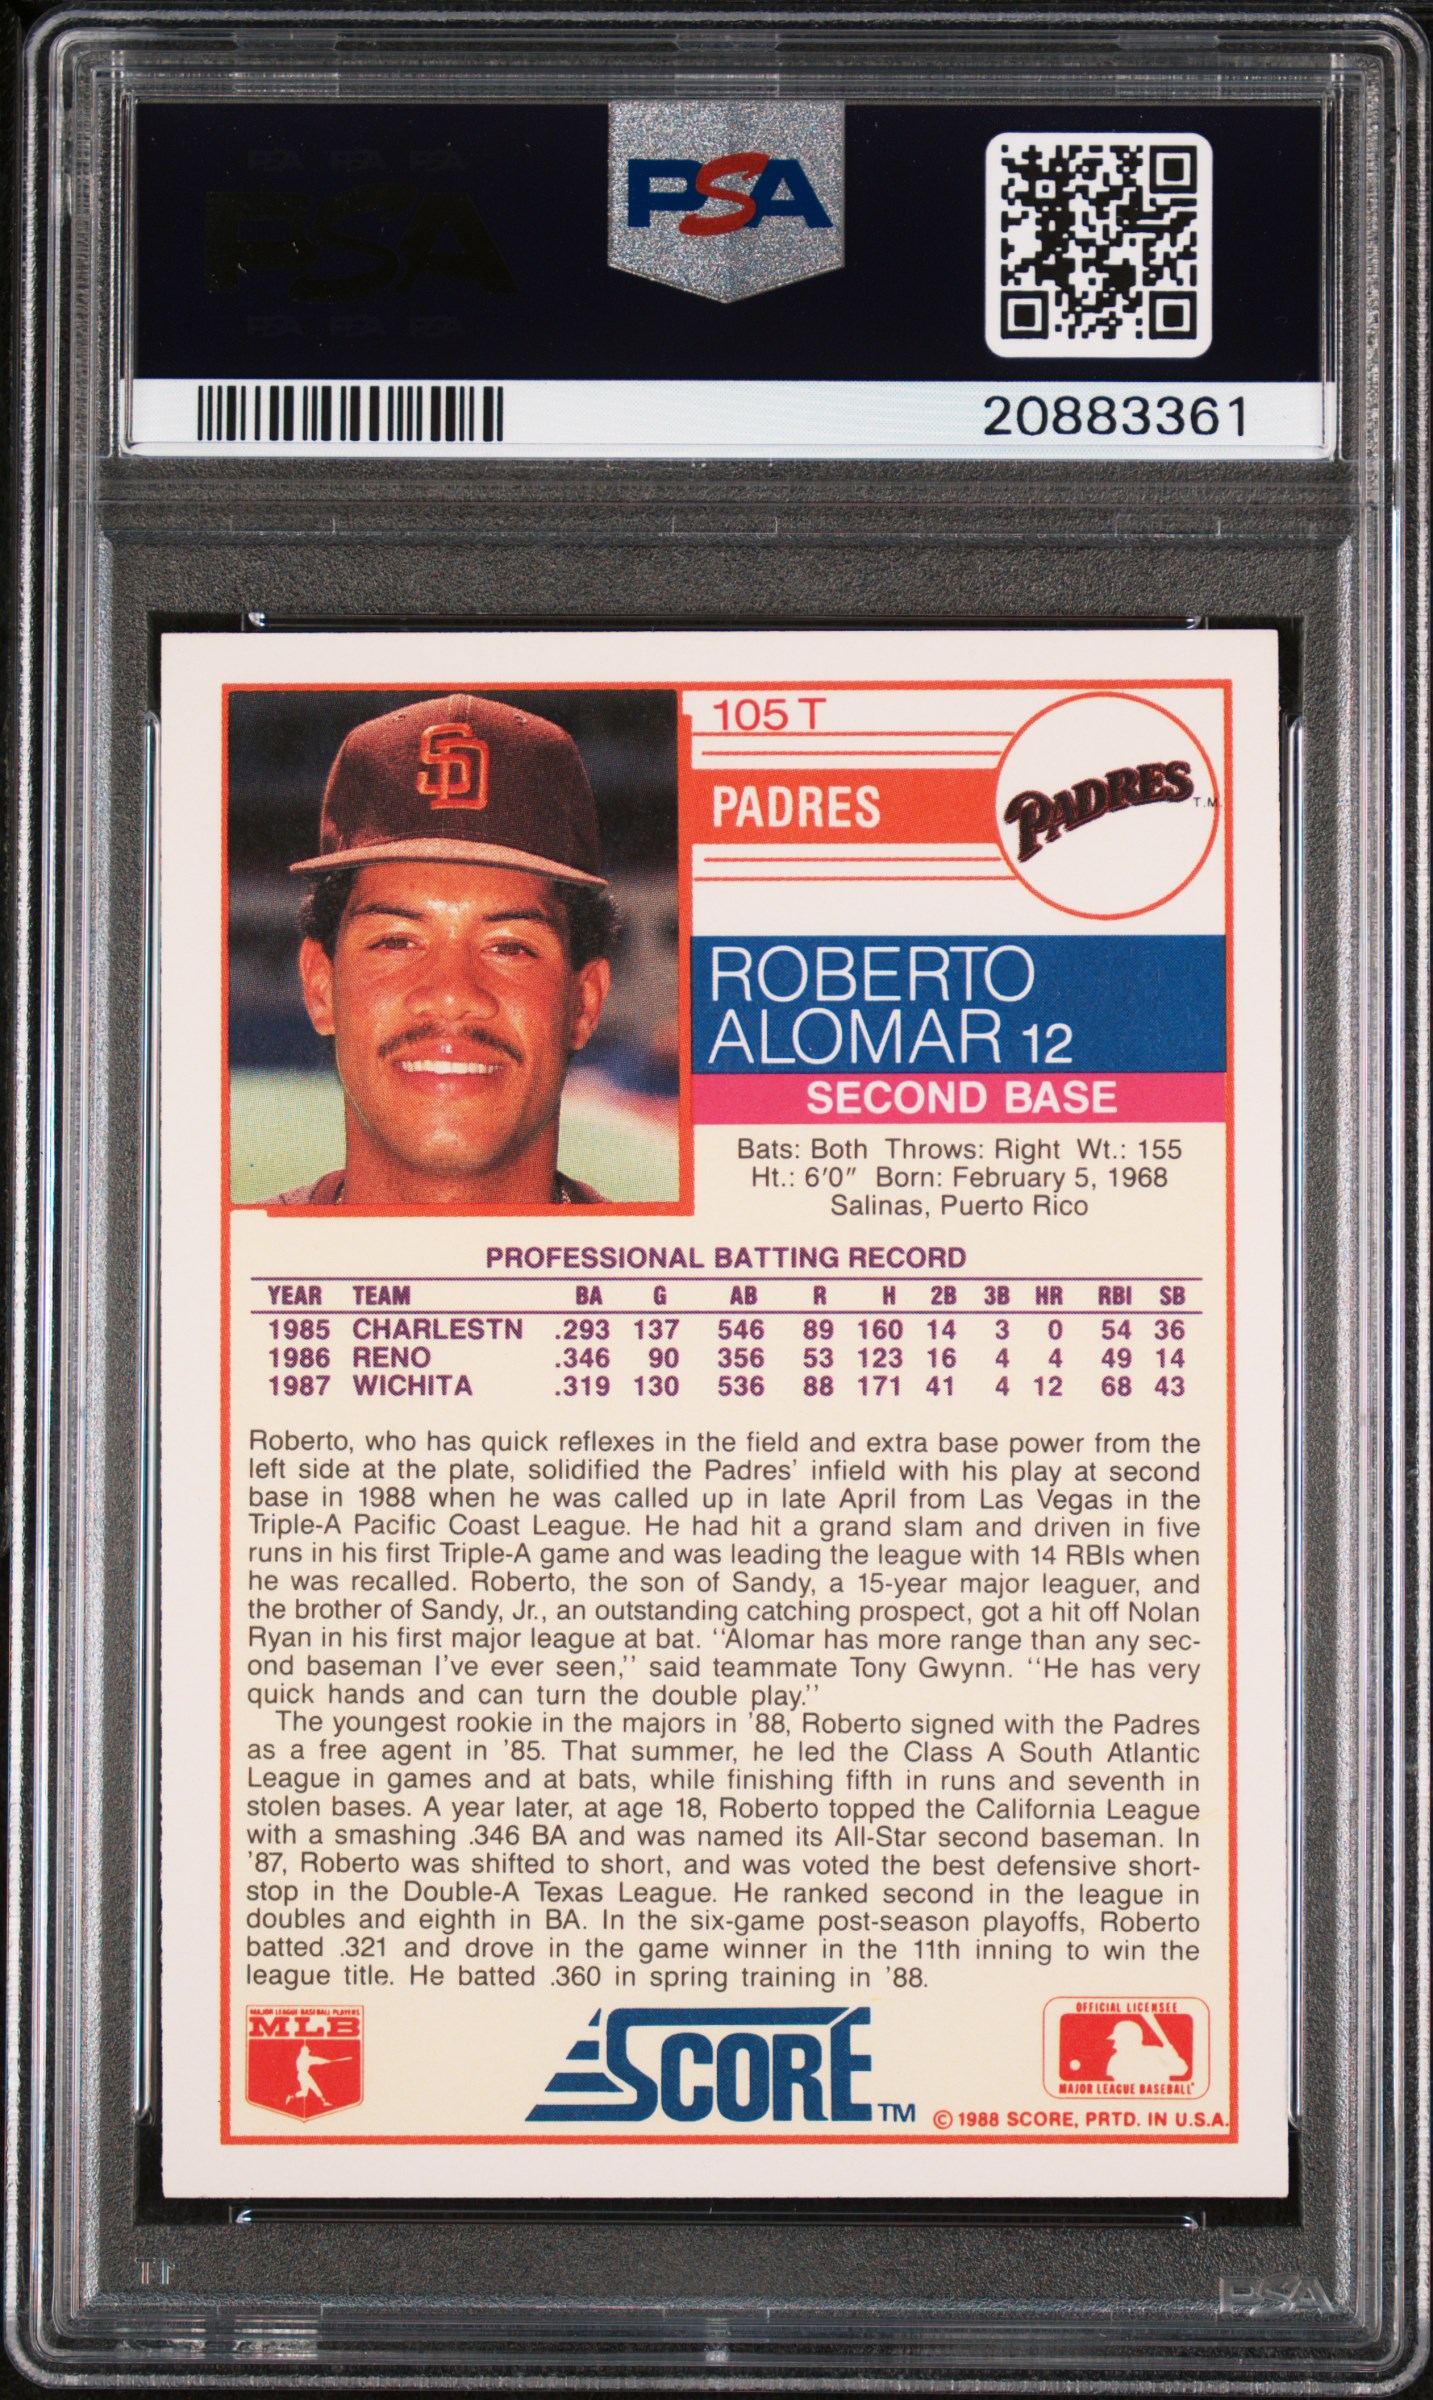 PSA PSA PSA
PSA
PSA PSA PSA
PSA
20883361
SD
105 T
PADRES
PADRES
T.M.
ROBERTO
ALOMAR 12
SECOND BASE
Bats: Both Throws: Right Wt.: 155
Ht.: 6'0" Born: February 5, 1968
Salinas, Puerto Rico
PROFESSIONAL BATTING RECORD
YEAR TEAM BA G AB R H 2B 3B HR RBI SB
1985 CHARLESTN .293 137 546 89 160 14 3 0 54 36
1986 RENO .346 90 356 53 123 16 4 4 49 14
1987 WICHITA .319 130 536 88 171 41 4 12 68 43
Roberto, who has quick reflexes in the field and extra base power from the
left side at the plate, solidified the Padres' infield with his play at second
base in 1988 when he was called up in late April from Las Vegas in the
Triple-A Pacific Coast League. He had hit a grand slam and driven in five
runs in his first Triple-A game and was leading the league with 14 RBIs when
he was recalled. Roberto, the son of Sandy, a 15-year major leaguer, and
the brother of Sandy, Jr., an outstanding catching prospect, got a hit off Nolan
Ryan in his first major league at bat. ''Alomar has more range than any sec-
ond baseman I've ever seen,'' said teammate Tony Gwynn. ''He has very
quick hands and can turn the double play.''
The youngest rookie in the majors in '88, Roberto signed with the Padres
as a free agent in '85. That summer, he led the Class A South Atlantic
League in games and at bats, while finishing fifth in runs and seventh in
stolen bases. A year later, at age 18, Roberto topped the California League
with a smashing .346 BA and was named its All-Star second baseman. In
'87, Roberto was shifted to short, and was voted the best defensive short-
stop in the Double-A Texas League. He ranked second in the league in
doubles and eighth in BA. In the six-game post-season playoffs, Roberto
batted .321 and drove in the game winner in the 11th inning to win the
league title. He batted .360 in spring training in '88.
MAJOR LEAGUE BASEBALL PLAYERS
MLB
SCORE TM
OFFICIAL LICENSEE
MAJOR LEAGUE BASEBALL
© 1988 SCORE, PRTD. IN U.S.A.
PSA